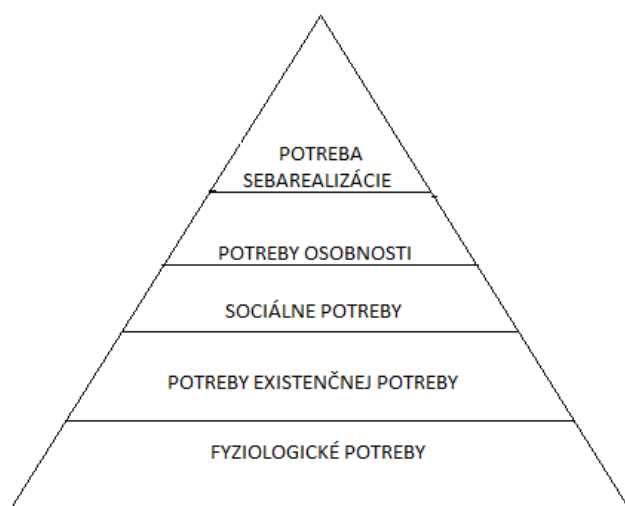 POTREBA
SEBAREALIZÁCIE
POTREBY OSOBNOSTI
SOCIÁLNE POTREBY
POTREBY EXISTENČNEJ POTREBY
FYZIOLOGICKÉ POTREBY